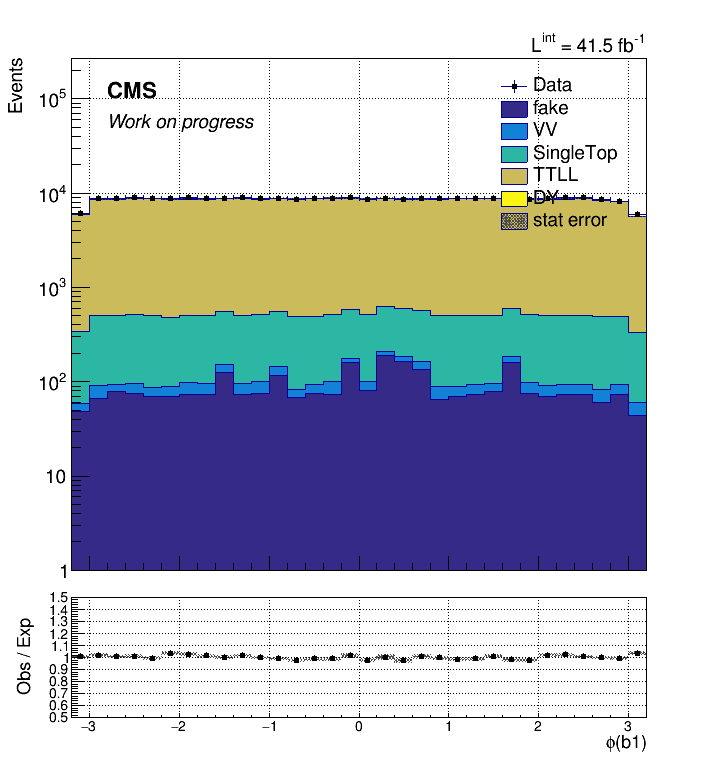 L^int = 41.5 fb^-1
Events
CMS
Work on progress
Data
fake
VV
SingleTop
TTLL
DY
stat error
10^5
10^4
10^3
10^2
10
1
Obs / Exp
1.5
1.4
1.3
1.2
1.1
1
0.9
0.8
0.7
0.6
0.5
−3 −2 −1 0 1 2 3
ϕ(b1)